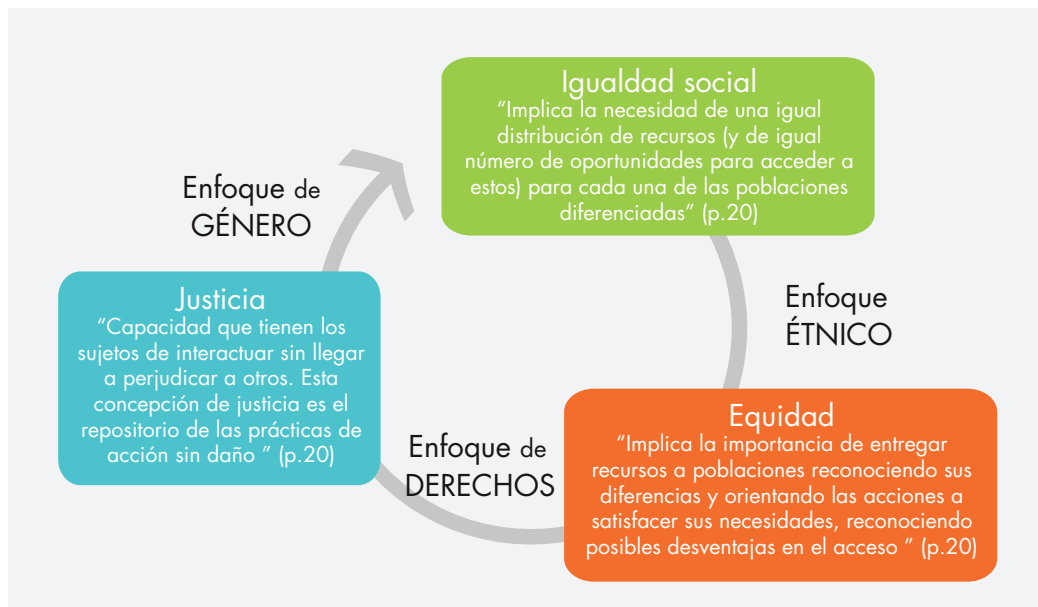 Igualdad social
“Implica la necesidad de una igual
distribución de recursos (y de igual
número de oportunidades para acceder a
estos) para cada una de las poblaciones
diferenciadas” (p.20)
Enfoque de
GÉNERO
Justicia
“Capacidad que tienen los
sujetos de interactuar sin llegar
a perjudicar a otros. Esta
concepción de justicia es el
repositorio de las prácticas de
acción sin daño ” (p.20)
Enfoque
ÉTNICO
Enfoque de
DERECHOS
Equidad
“Implica la importancia de entregar
recursos a poblaciones reconociendo sus
diferencias y orientando las acciones a
satisfacer sus necesidades, reconociendo
posibles desventajas en el acceso ” (p.20)